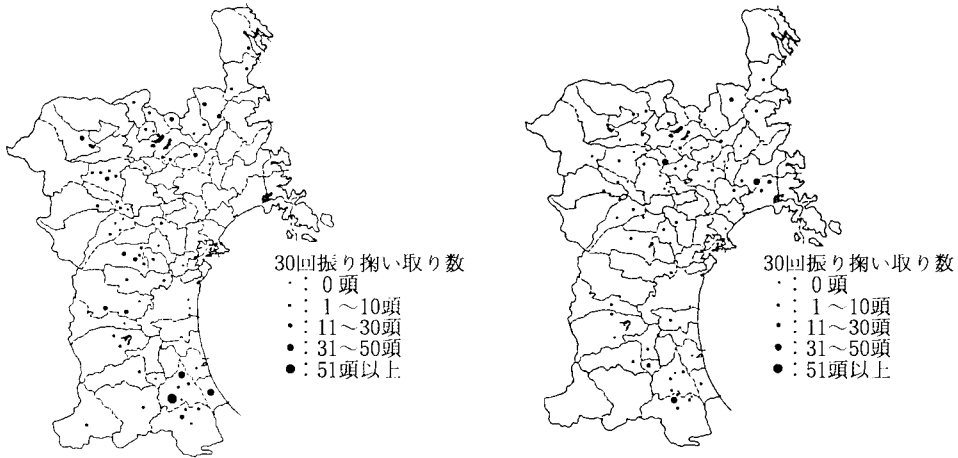 30回振り掬い取り数
・: 0頭
・: 1〜10頭
・: 11〜30頭
●: 31〜50頭
●: 51頭以上
30回振り掬い取り数
・: 0頭
・: 1〜10頭
・: 11〜30頭
●: 31〜50頭
●: 51頭以上